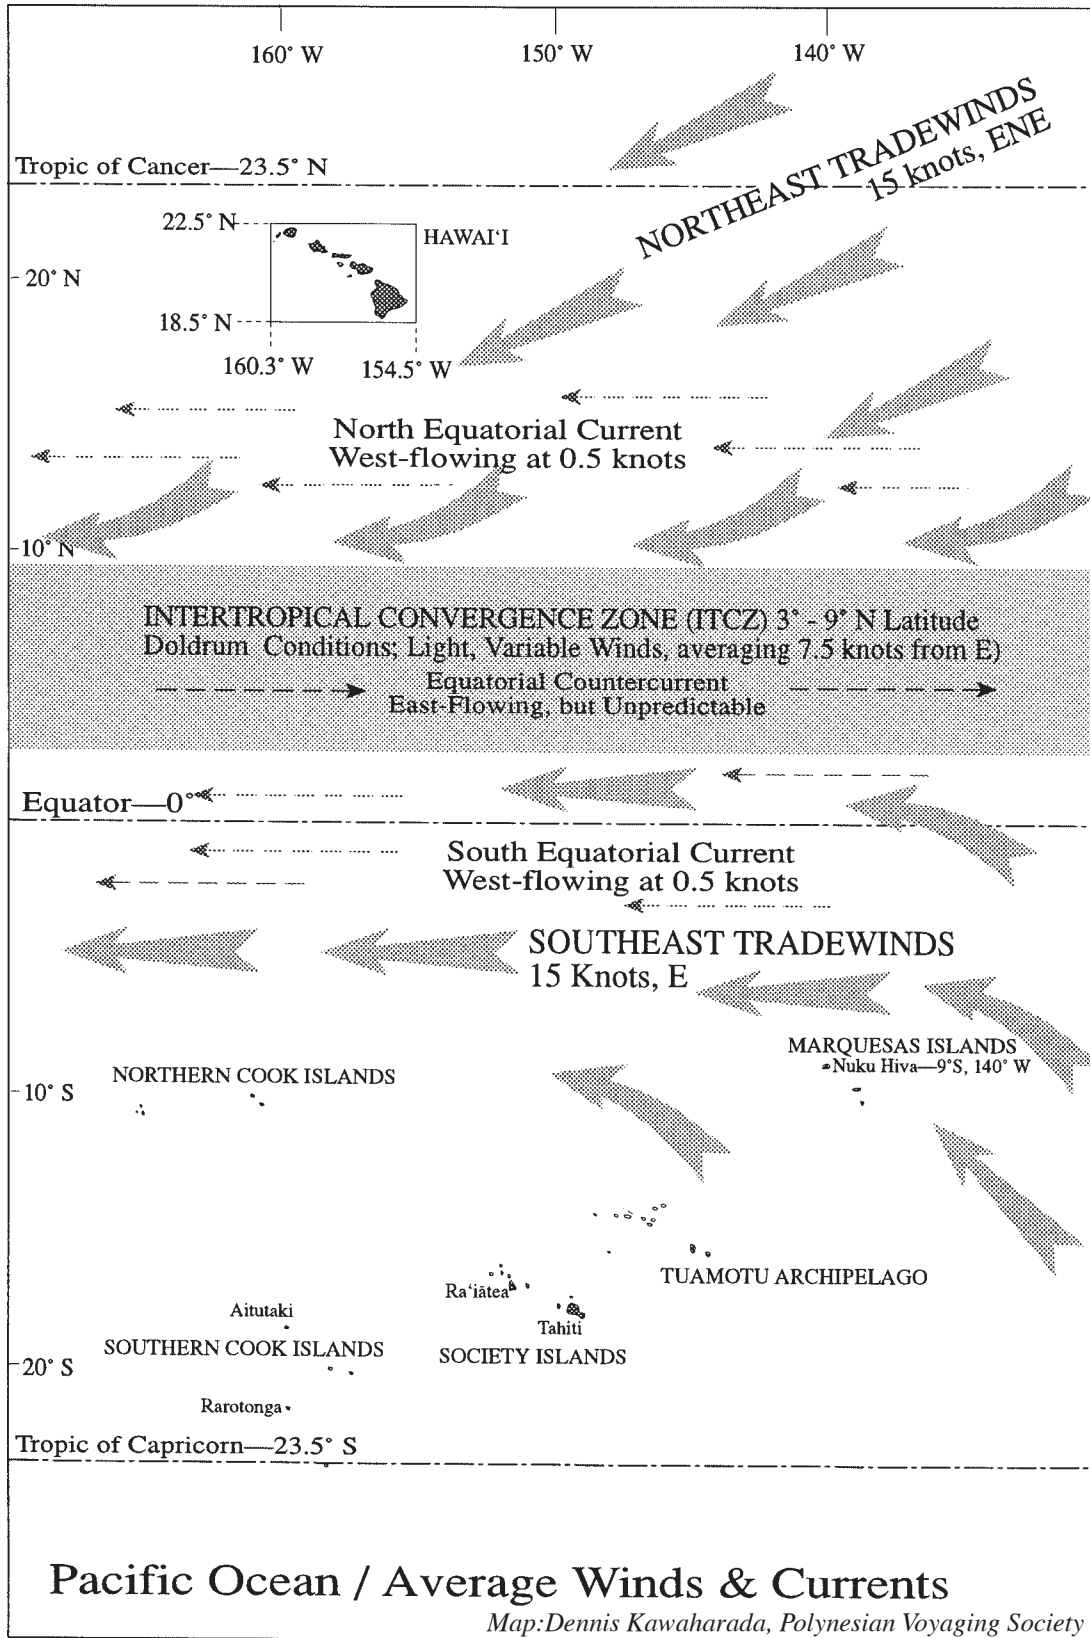 160° W
150° W
140° W
NORTHEAST TRADEWINDS
15 knots, ENE
Tropic of Cancer—23.5° N
22.5° N
HAWAI‘I
20° N
18.5° N
160.3° W
154.5° W
North Equatorial Current
West-flowing at 0.5 knots
10° N
INTERTROPICAL CONVERGENCE ZONE (ITCZ) 3° - 9° N Latitude
Doldrum Conditions; Light, Variable Winds, averaging 7.5 knots from E)
Equatorial Countercurrent
East-Flowing, but Unpredictable
Equator—0°
South Equatorial Current
West-flowing at 0.5 knots
SOUTHEAST TRADEWINDS
15 Knots, E
MARQUESAS ISLANDS
Nuku Hiva—9°S, 140° W
NORTHERN COOK ISLANDS
10° S
TUAMOTU ARCHIPELAGO
Ra‘iātea
Aitutaki
Tahiti
SOUTHERN COOK ISLANDS
SOCIETY ISLANDS
20° S
Rarotonga
Tropic of Capricorn—23.5° S
Pacific Ocean / Average Winds & Currents
Map:Dennis Kawaharada, Polynesian Voyaging Society